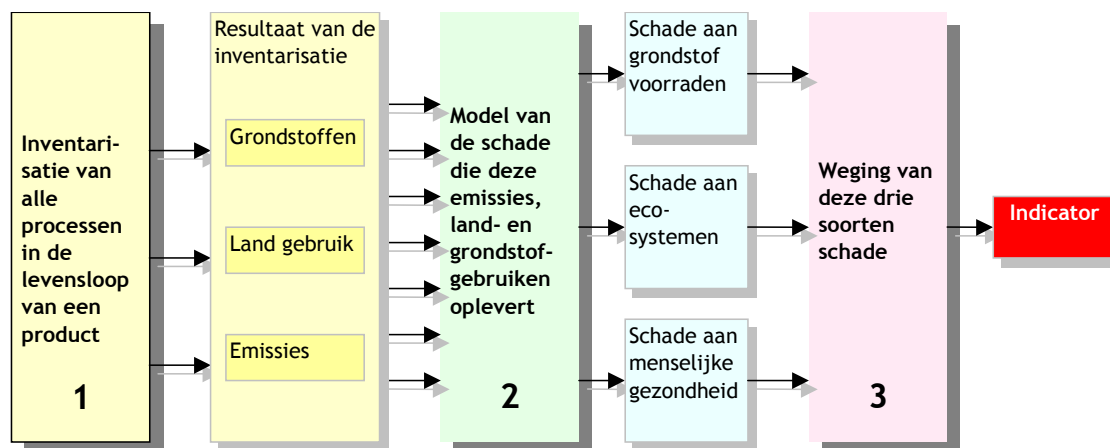 Inventari-
satie van
alle
processen
in de
levensloop
van een
product
1
Resultaat van de
inventarisatie
Grondstoffen
Land gebruik
Emissies
Model van
de schade
die deze
emissies,
land- en
grondstof-
gebruiken
oplevert
2
Schade aan
grondstof
voorraden
Schade aan
eco-
systemen
Schade aan
menselijke
gezondheid
Weging van
deze drie
soorten
schade
3
Indicator